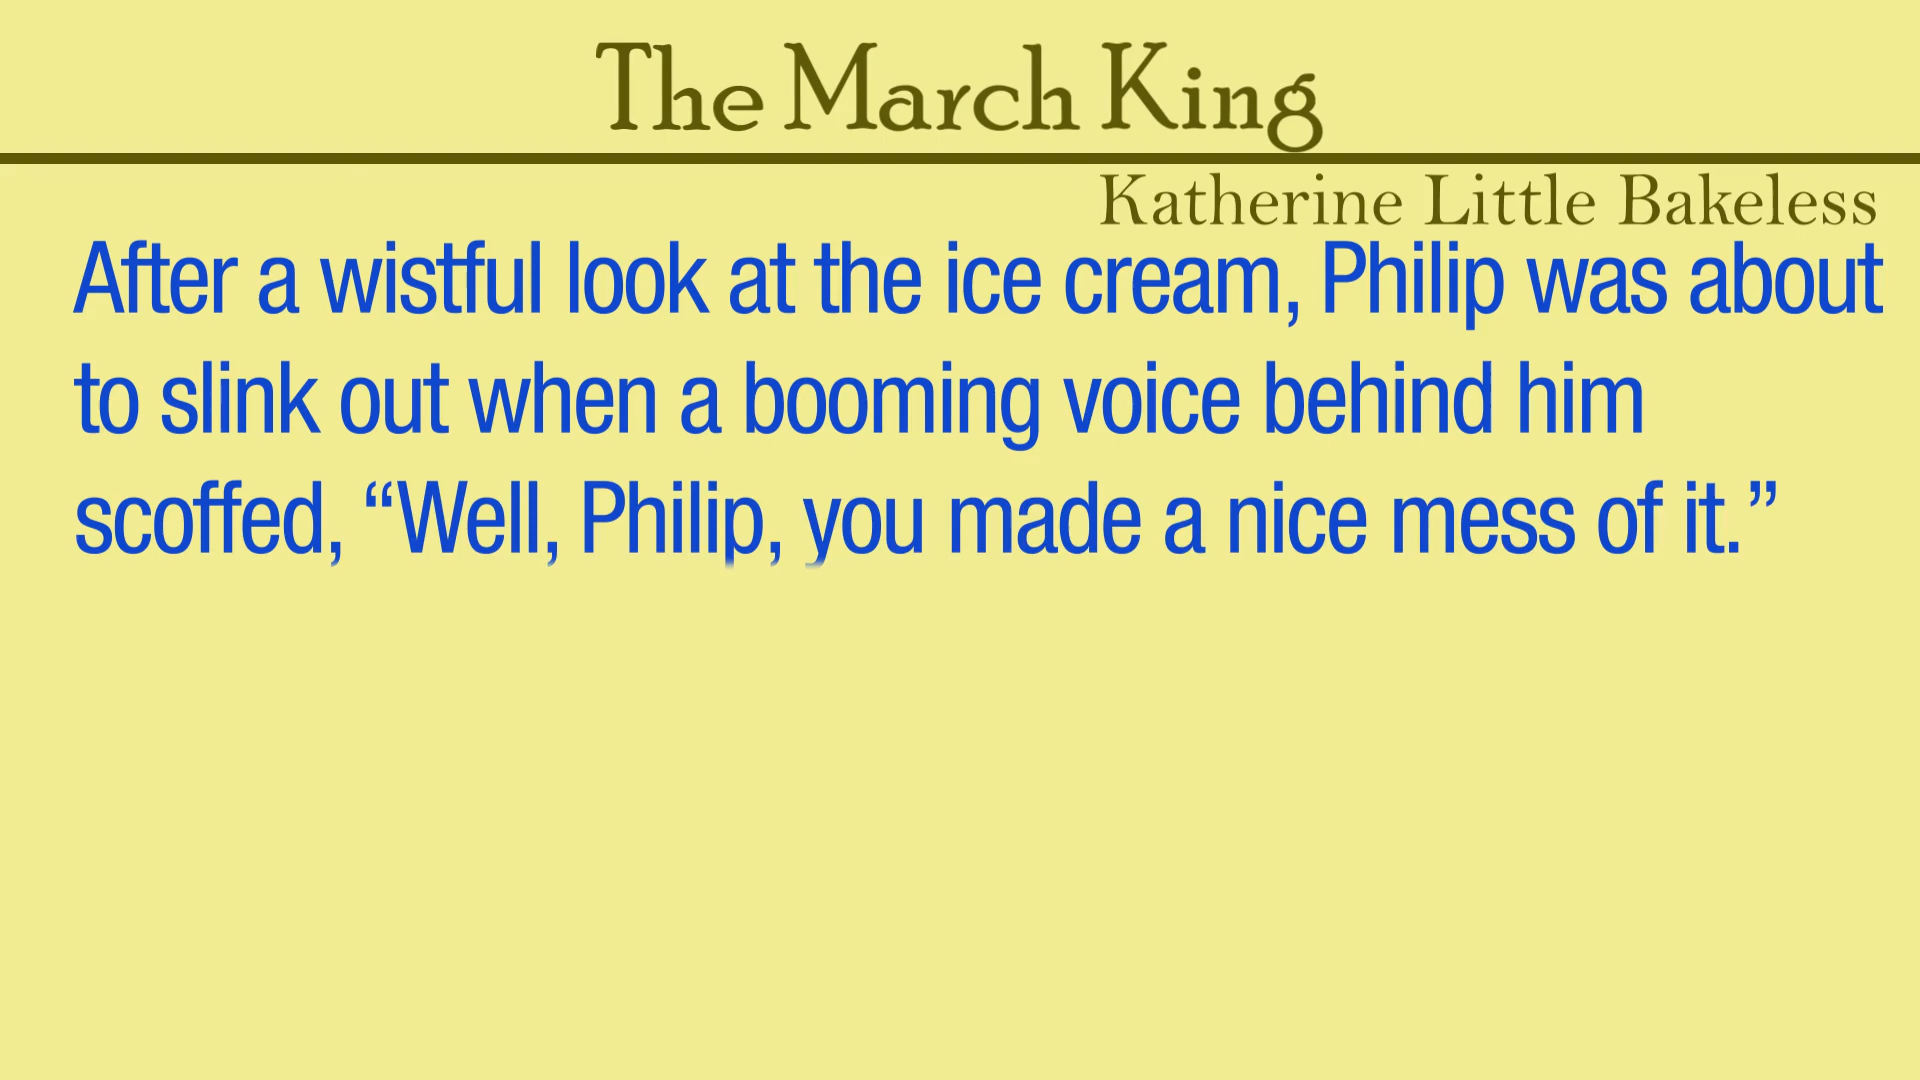 The March King
Katherine Little Bakeless
After a wistful look at the ice cream, Philip was about
to slink out when a booming voice behind him
scoffed, “Well, Philip, you made a nice mess of it.”